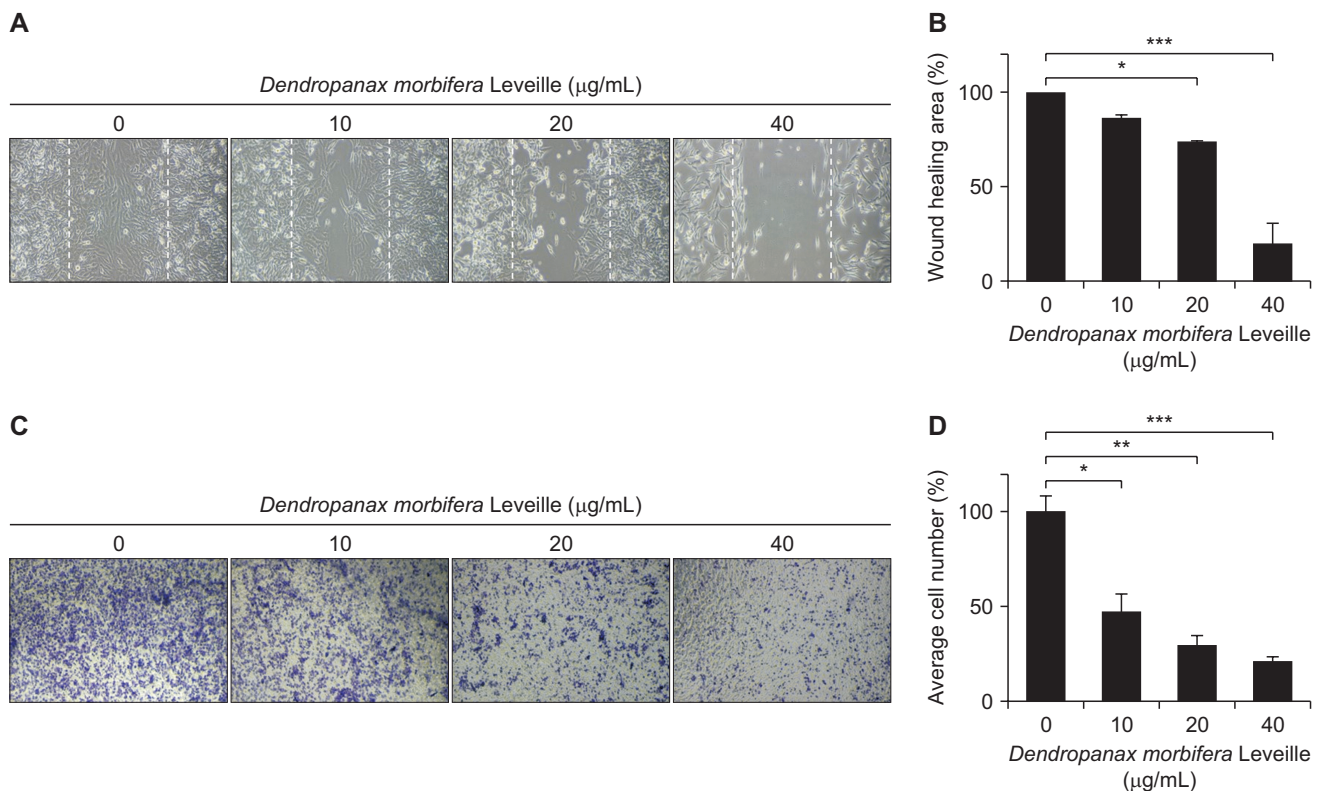 A
Dendropanax morbifera Leveille (μg/mL)
0 10 20 40
B
***
*
Wound healing area (%)
100
50
0
0 10 20 40
Dendropanax morbifera Leveille
(μg/mL)
C
Dendropanax morbifera Leveille (μg/mL)
0 10 20 40
D
***
**
*
Average cell number (%)
100
50
0
0 10 20 40
Dendropanax morbifera Leveille
(μg/mL)